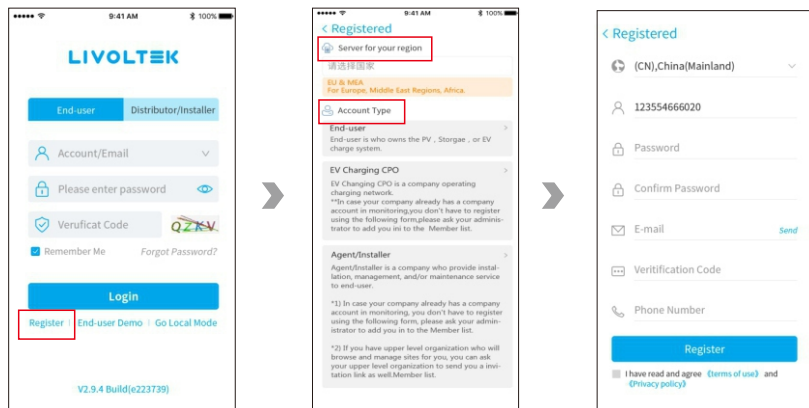 9:41 AM
100%
LIVOLTEK
End-user
Distributor/Installer
Account/Email
Please enter password
Veruficat Code
QZKV
Remember Me
Forgot Password?
Login
Register
End-user Demo
Go Local Mode
V2.9.4 Build(e223739)
9:41 AM
100%
< Registered
Server for your region
请选择国家
EU & MEA
For Europe, Middle East Regions, Africa.
Account Type
End-user
End-user is who owns the PV , Storgae , or EV
charge system.
EV Charging CPO
EV Changing CPO is a company operating
charging network.
**In case your company already has a company
account in monitoring,you don't have to register
using the following form,please ask your adminis-
trator to add you ini to the Member list.
Agent/Installer
Agent/Installer is a company who provide instal-
lation, management, and/or maintenance service
to end-user.
*1) In case your company already has a company
account in monitoring, you don't have to register
using the following form, please ask your admin-
istrator to add you in to the Member list.
*2) If you have upper level organization who will
browse and manage sites for you, you can ask
your upper level organization to send you a invi-
tation link as well.Member list.
< Registered
(CN),China(Mainland)
123554666020
Password
Confirm Password
E-mail
Send
Veritification Code
Phone Number
Register
I have read and agree 《terms of use》 and
《Privacy policy》